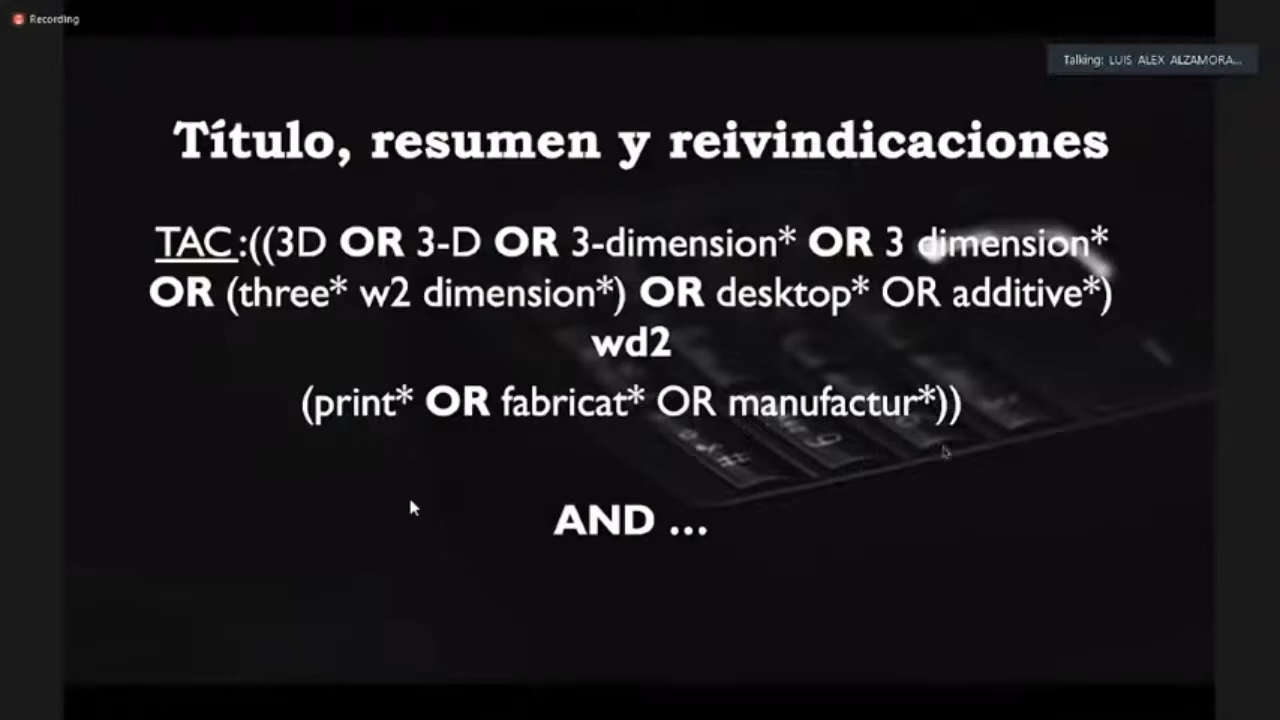 Recording
Talking: LUIS ALEX ALZAMORA...
Título, resumen y reivindicaciones
TAC :((3D OR 3-D OR 3-dimension* OR 3 dimension*
OR (three* w2 dimension*) OR desktop* OR additive*)
wd2
(print* OR fabricat* OR manufactur*))
AND ...